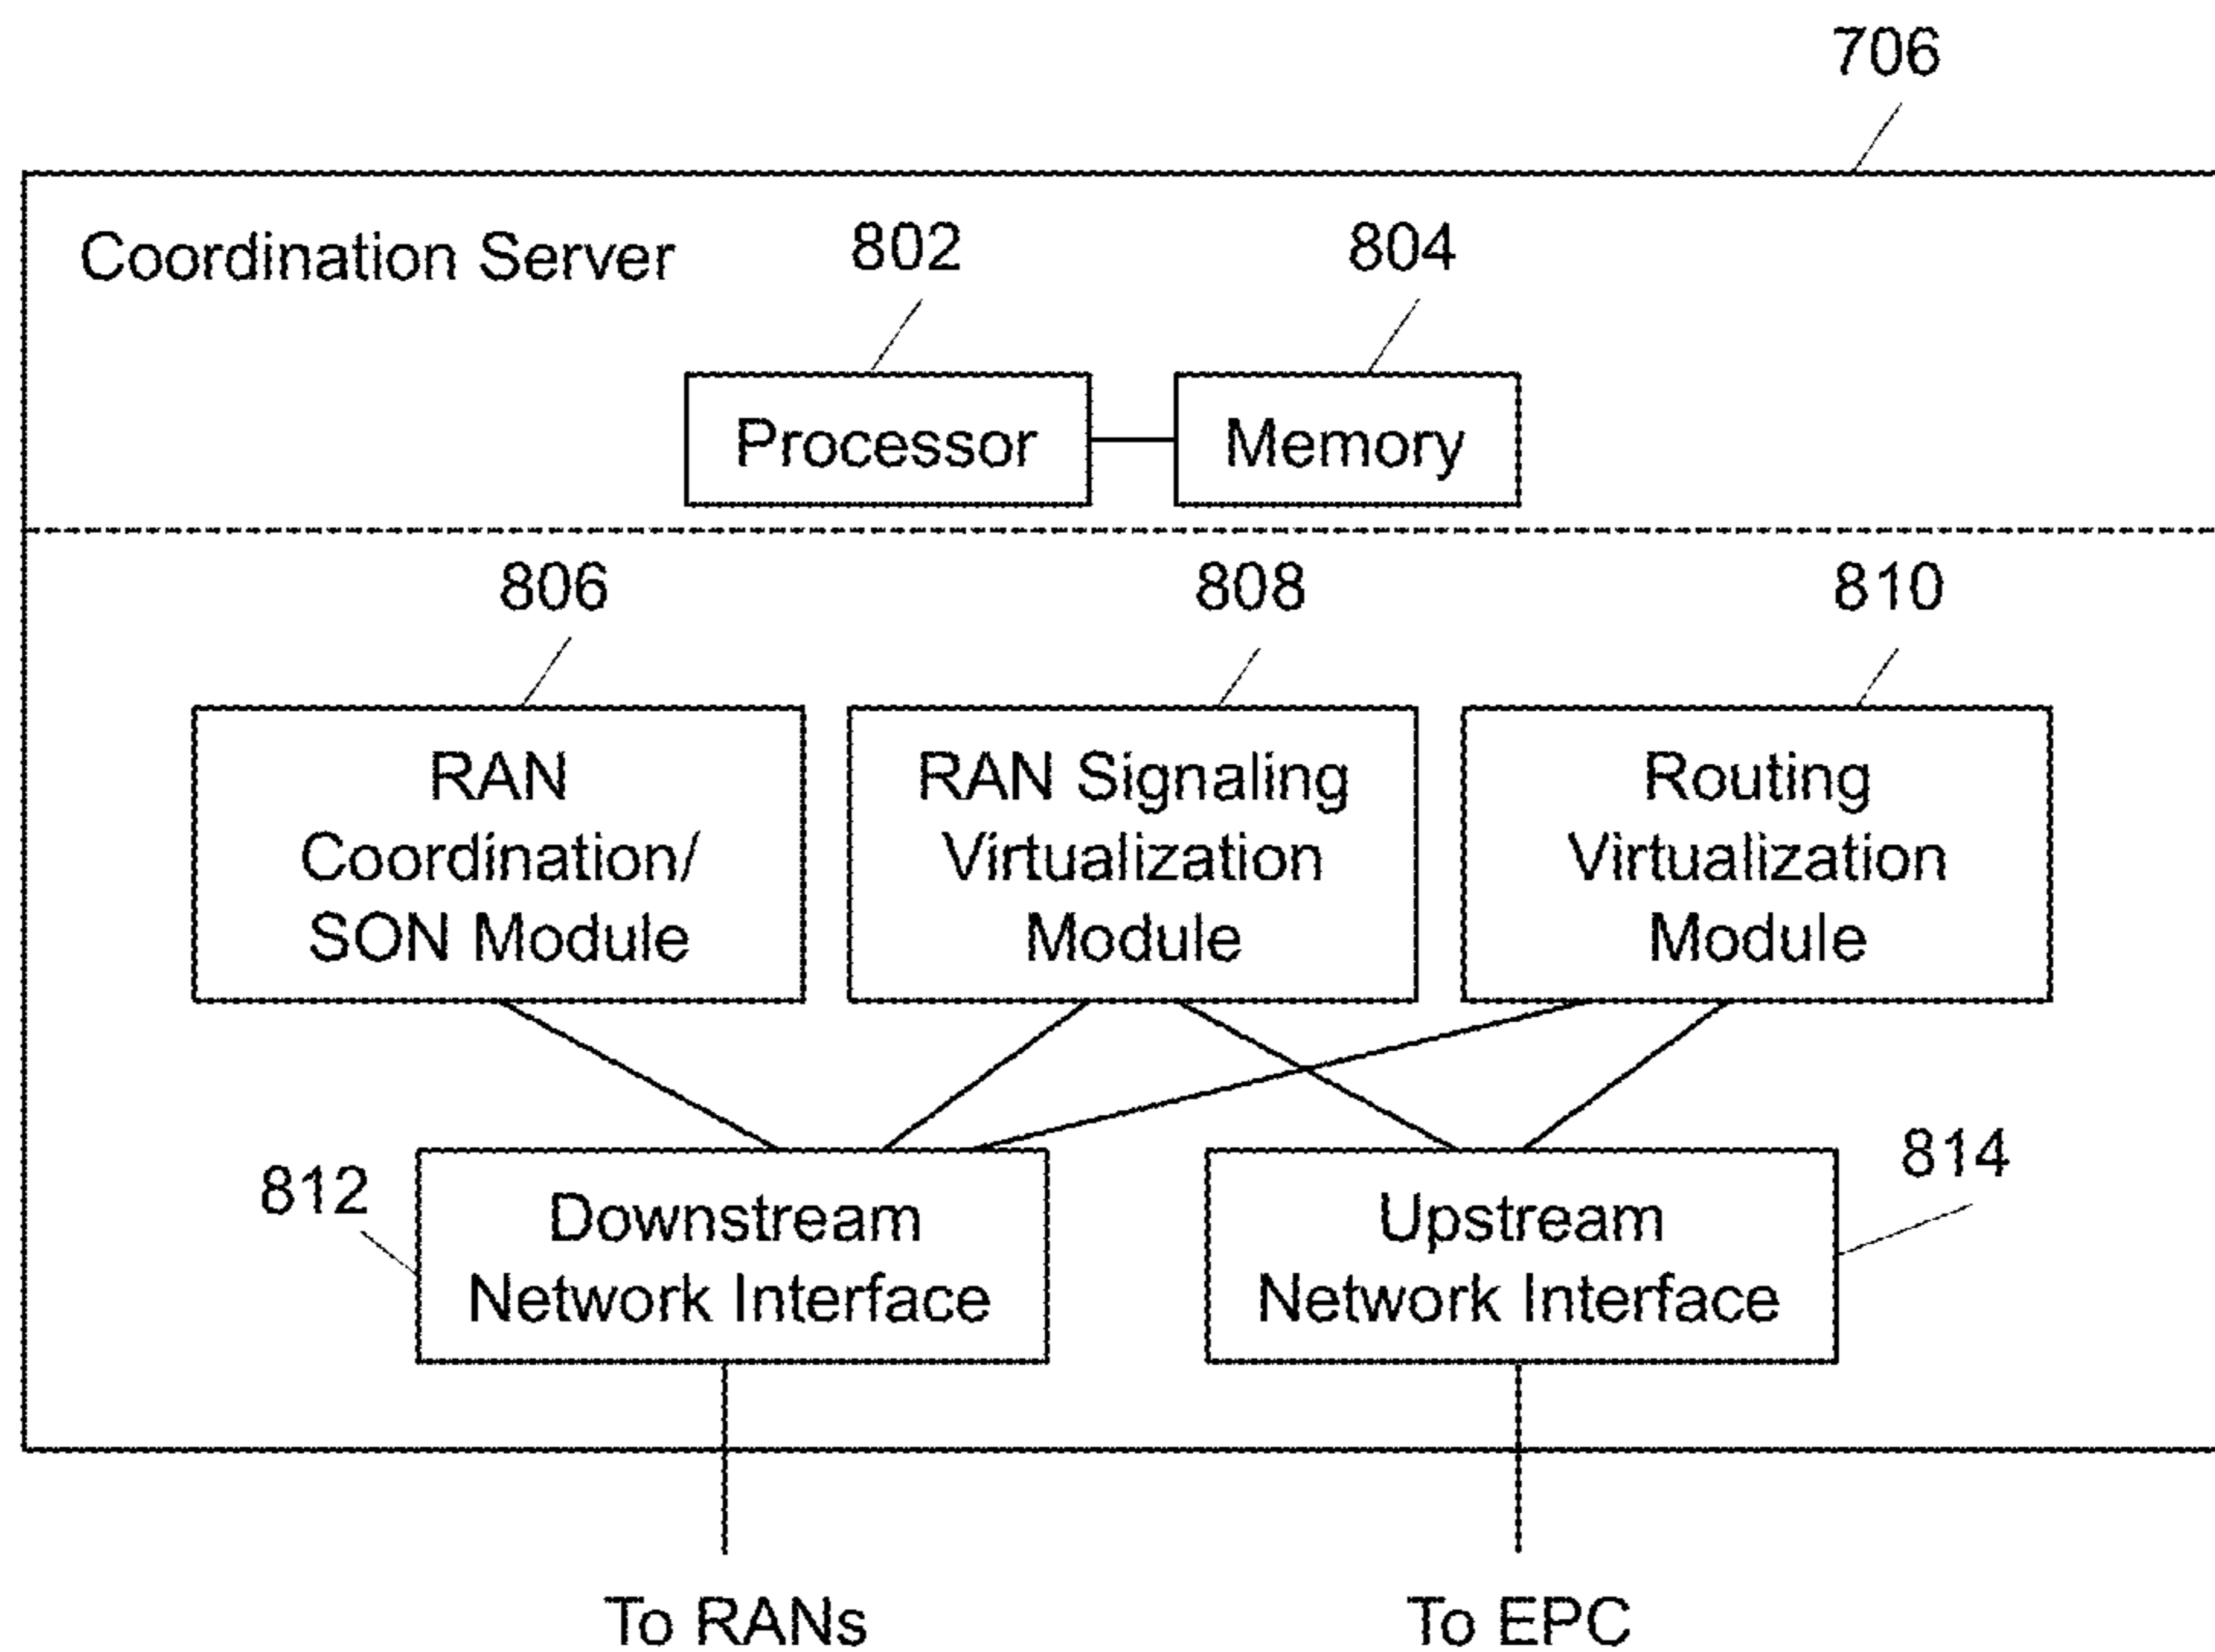 706
Coordination Server
802
804
Processor
Memory
806
808
810
RAN
Coordination/
SON Module
RAN Signaling
Virtualization
Module
Routing
Virtualization
Module
812
Downstream
Network Interface
Upstream
Network Interface
814
To RANs
To EPC